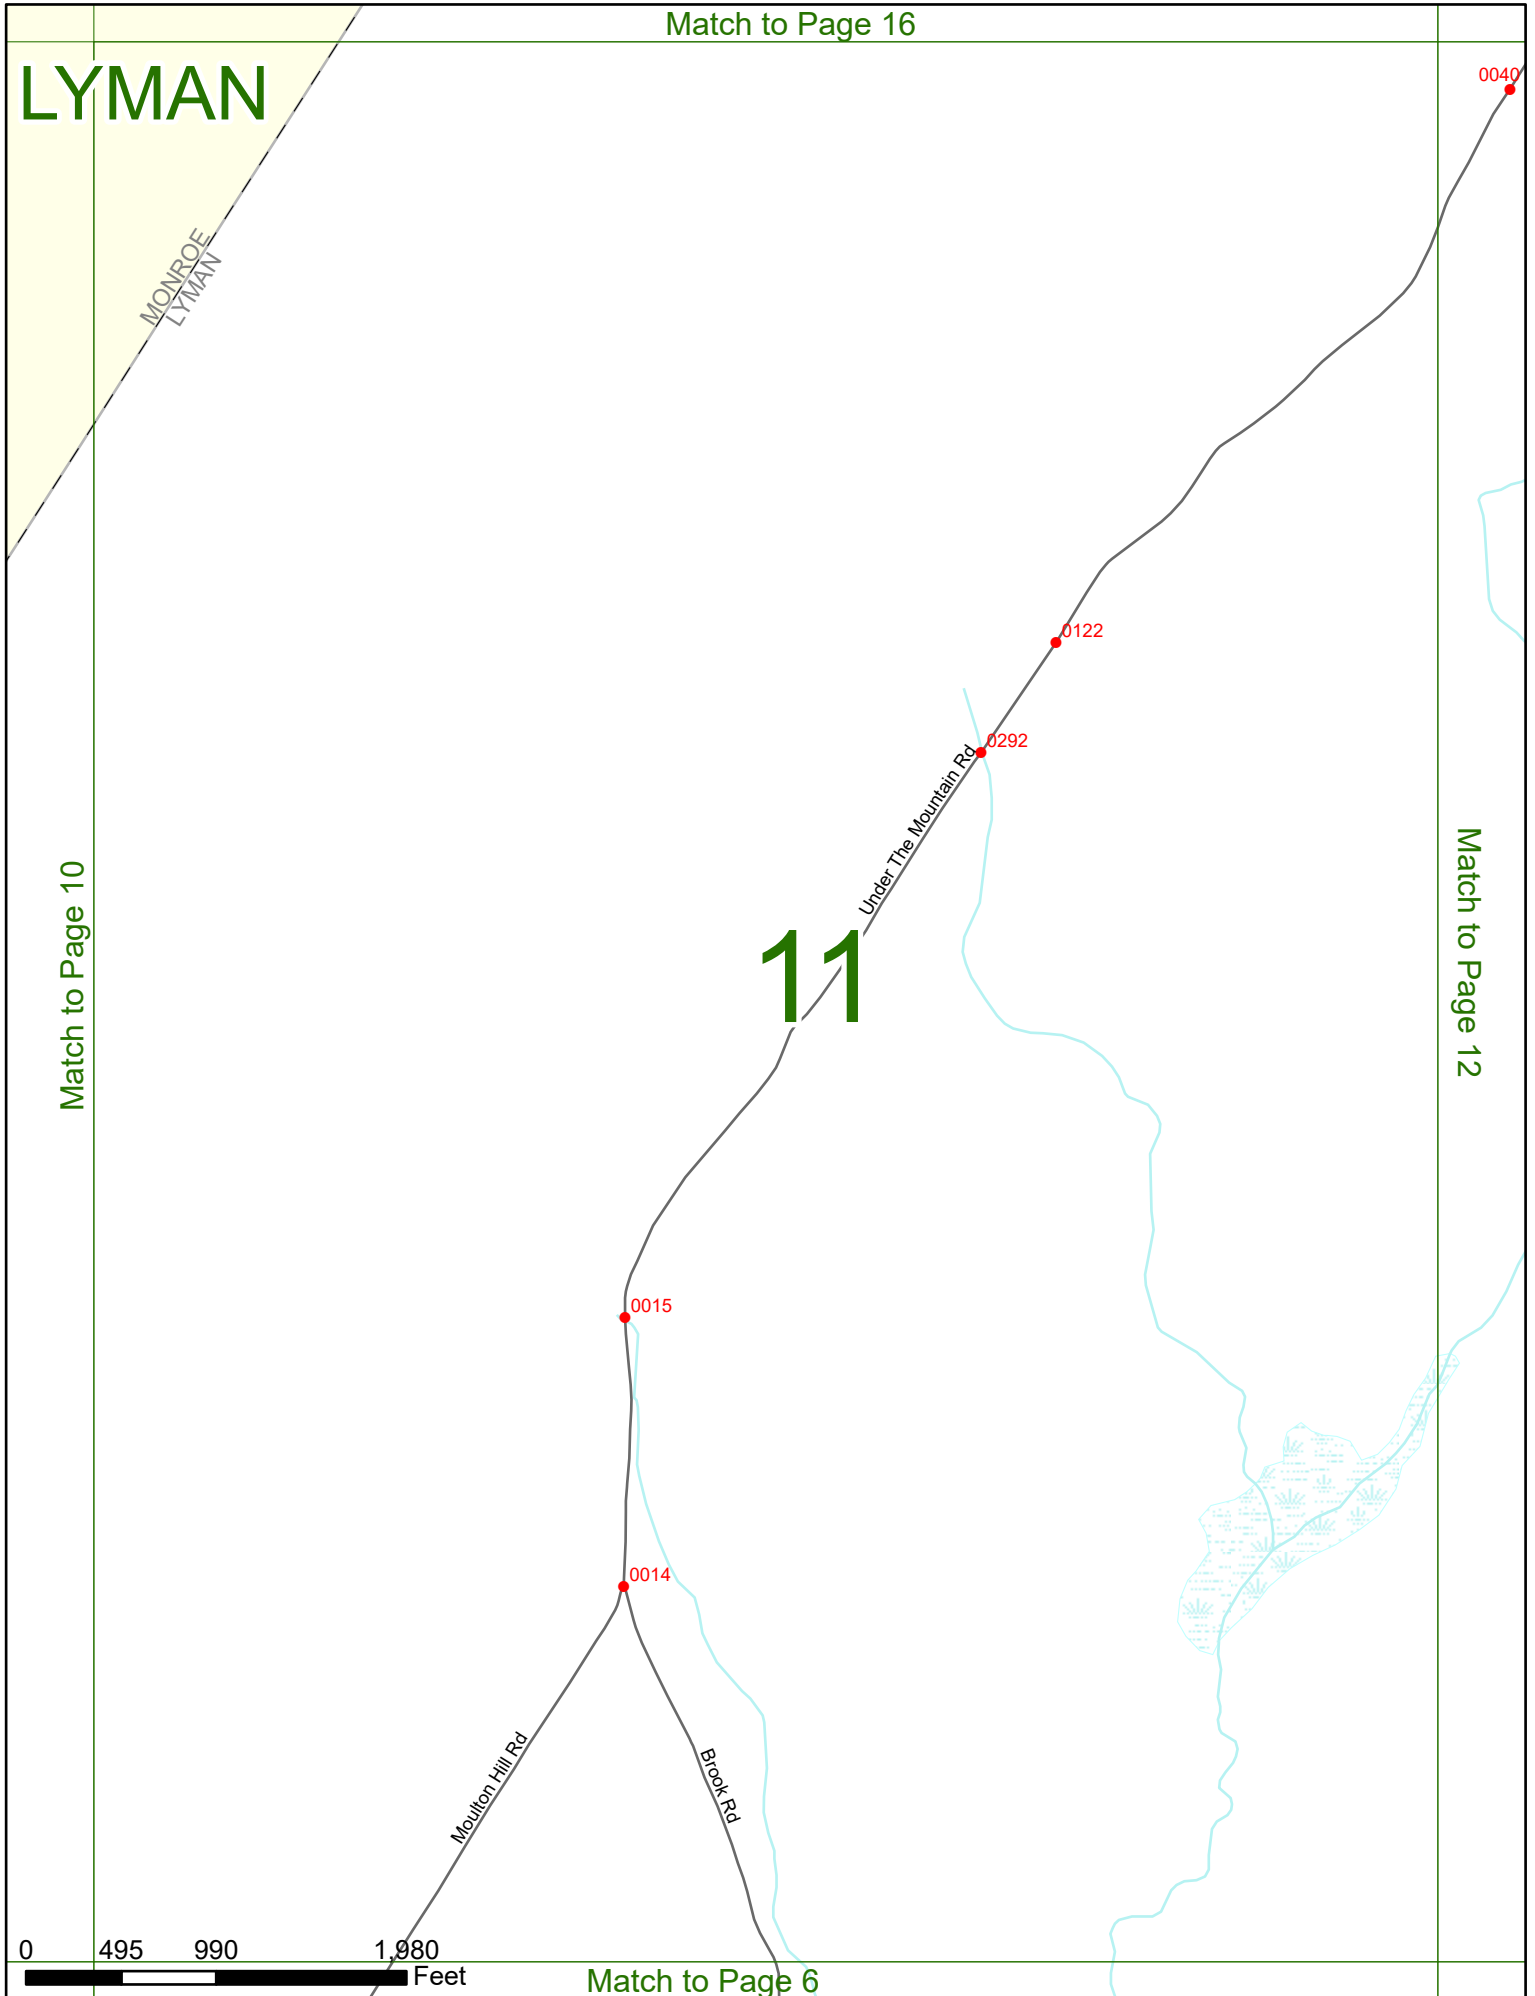 Match to Page 16
LYMAN
0040
MONROE
LYMAN
0122
0292
Under The Mountain Rd
Match to Page 10
11
Match to Page 12
0015
0014
Moulton Hill Rd
Brook Rd
0 495 990 1,980
Feet
Match to Page 6